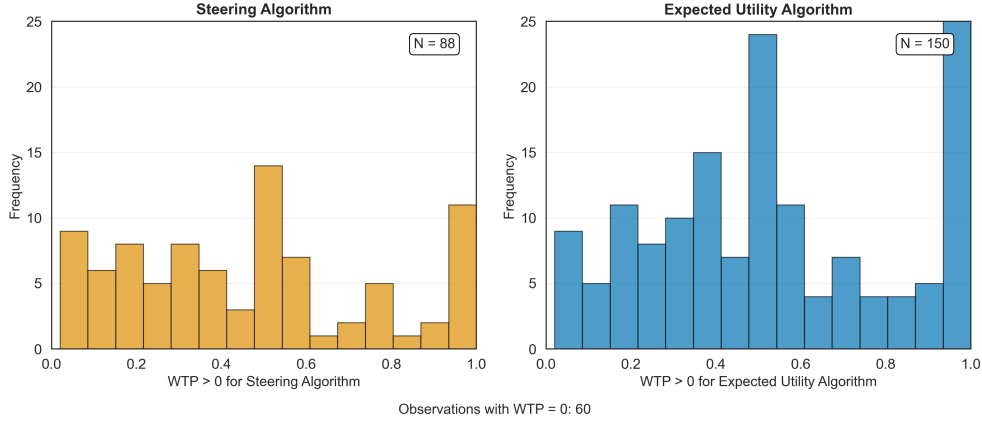 Steering Algorithm
N = 88
Frequency
25
20
15
10
5
0
0.0 0.2 0.4 0.6 0.8 1.0
WTP > 0 for Steering Algorithm
Expected Utility Algorithm
N = 150
Frequency
25
20
15
10
5
0
0.0 0.2 0.4 0.6 0.8 1.0
WTP > 0 for Expected Utility Algorithm
Observations with WTP = 0: 60